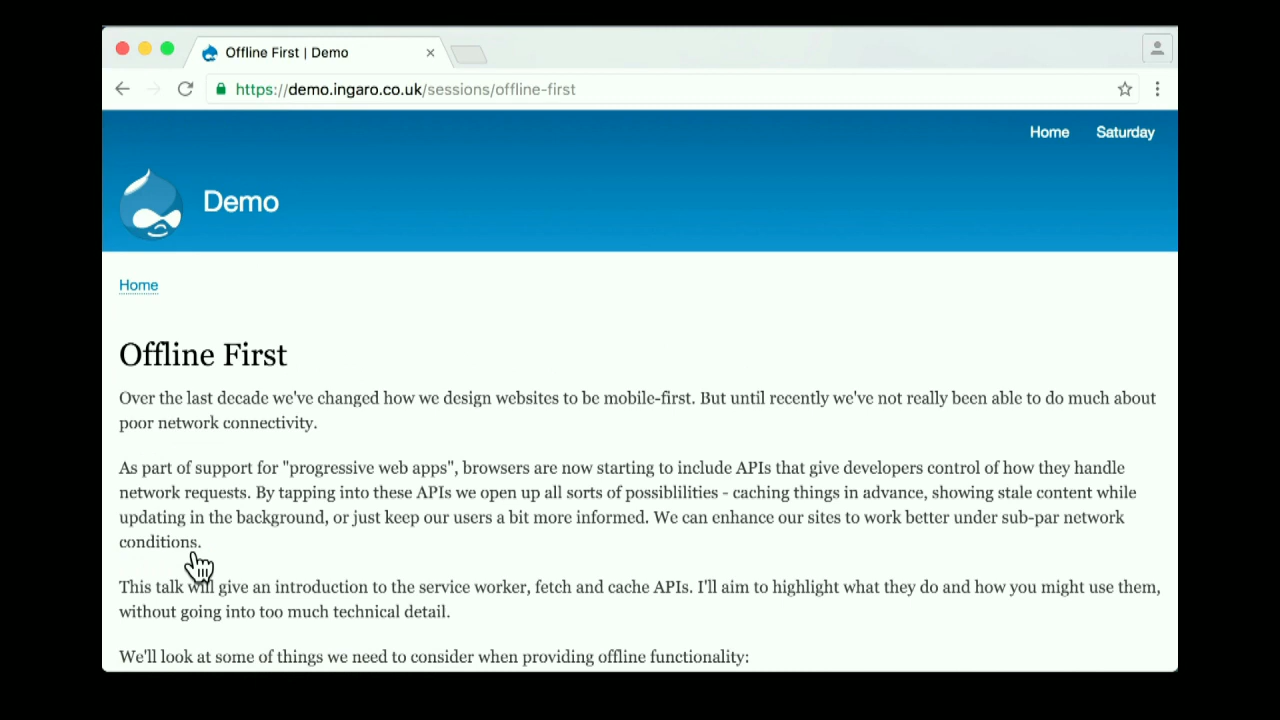 Offline First | Demo
https://demo.ingaro.co.uk/sessions/offline-first
Home Saturday
Demo
Home
Offline First
Over the last decade we've changed how we design websites to be mobile-first. But until recently we've not really been able to do much about
poor network connectivity.
As part of support for "progressive web apps", browsers are now starting to include APIs that give developers control of how they handle
network requests. By tapping into these APIs we open up all sorts of possiblilities - caching things in advance, showing stale content while
updating in the background, or just keep our users a bit more informed. We can enhance our sites to work better under sub-par network
conditions.
This talk will give an introduction to the service worker, fetch and cache APIs. I'll aim to highlight what they do and how you might use them,
without going into too much technical detail.
We'll look at some of things we need to consider when providing offline functionality: